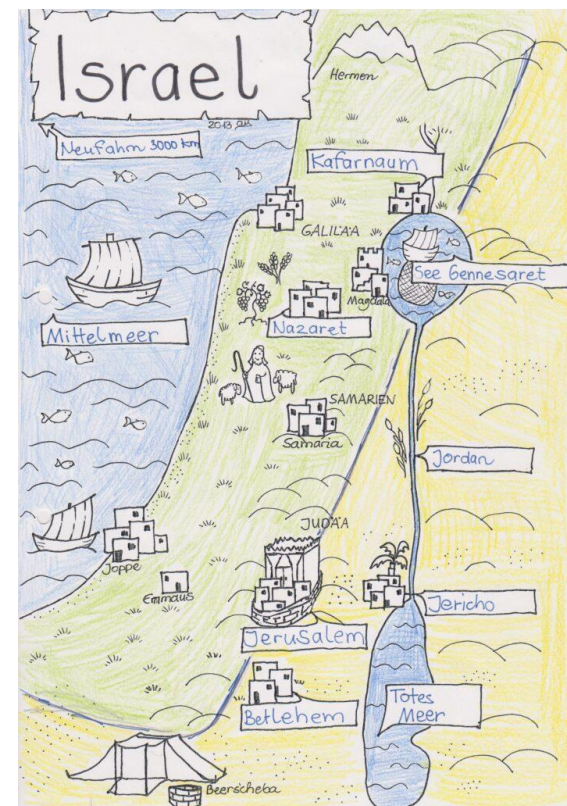 Israel
Hermon
2013
Neufahrn 3000 km
Kafarnaum
GALILÄA
See Gennesaret
Magdala
Nazaret
Mittelmeer
SAMARIEN
Samaria
Jordan
JUDÄA
Joppe
Emmaus
Jericho
Jerusalem
Totes
Meer
Betlehem
Beerscheba